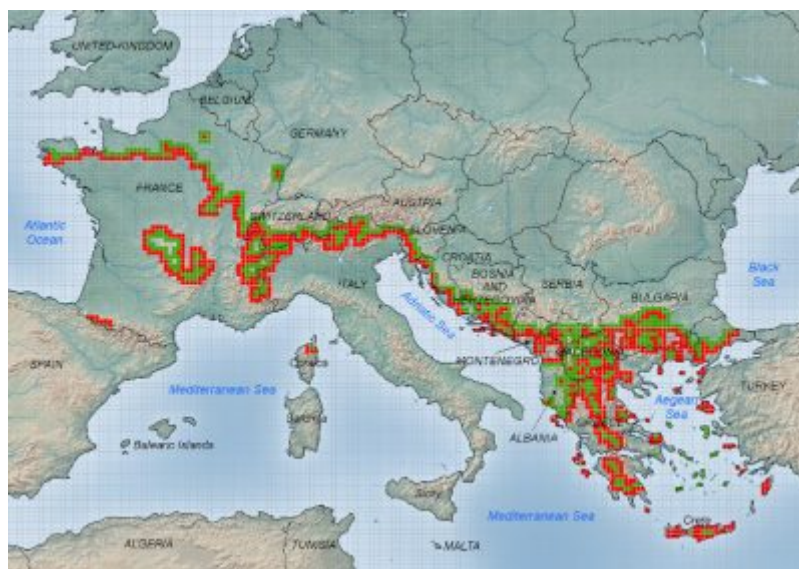 UNITED KINGDOM
BELGIUM
GERMANY
FRANCE
SWITZERLAND
AUSTRIA
SLOVENIA
Atlantic
Ocean
CROATIA
BOSNIA
AND
HERZEGOVINA
SERBIA
BULGARIA
Black
Sea
ITALY
Adriatic
Sea
MONTENEGRO
MACEDONIA
SPAIN
Corsica
Mediterranean Sea
TURKEY
Aegean
Sea
Sardinia
ALBANIA
Balearic Islands
Sicily
Mediterranean Sea
Crete
ALGERIA
TUNISIA
MALTA